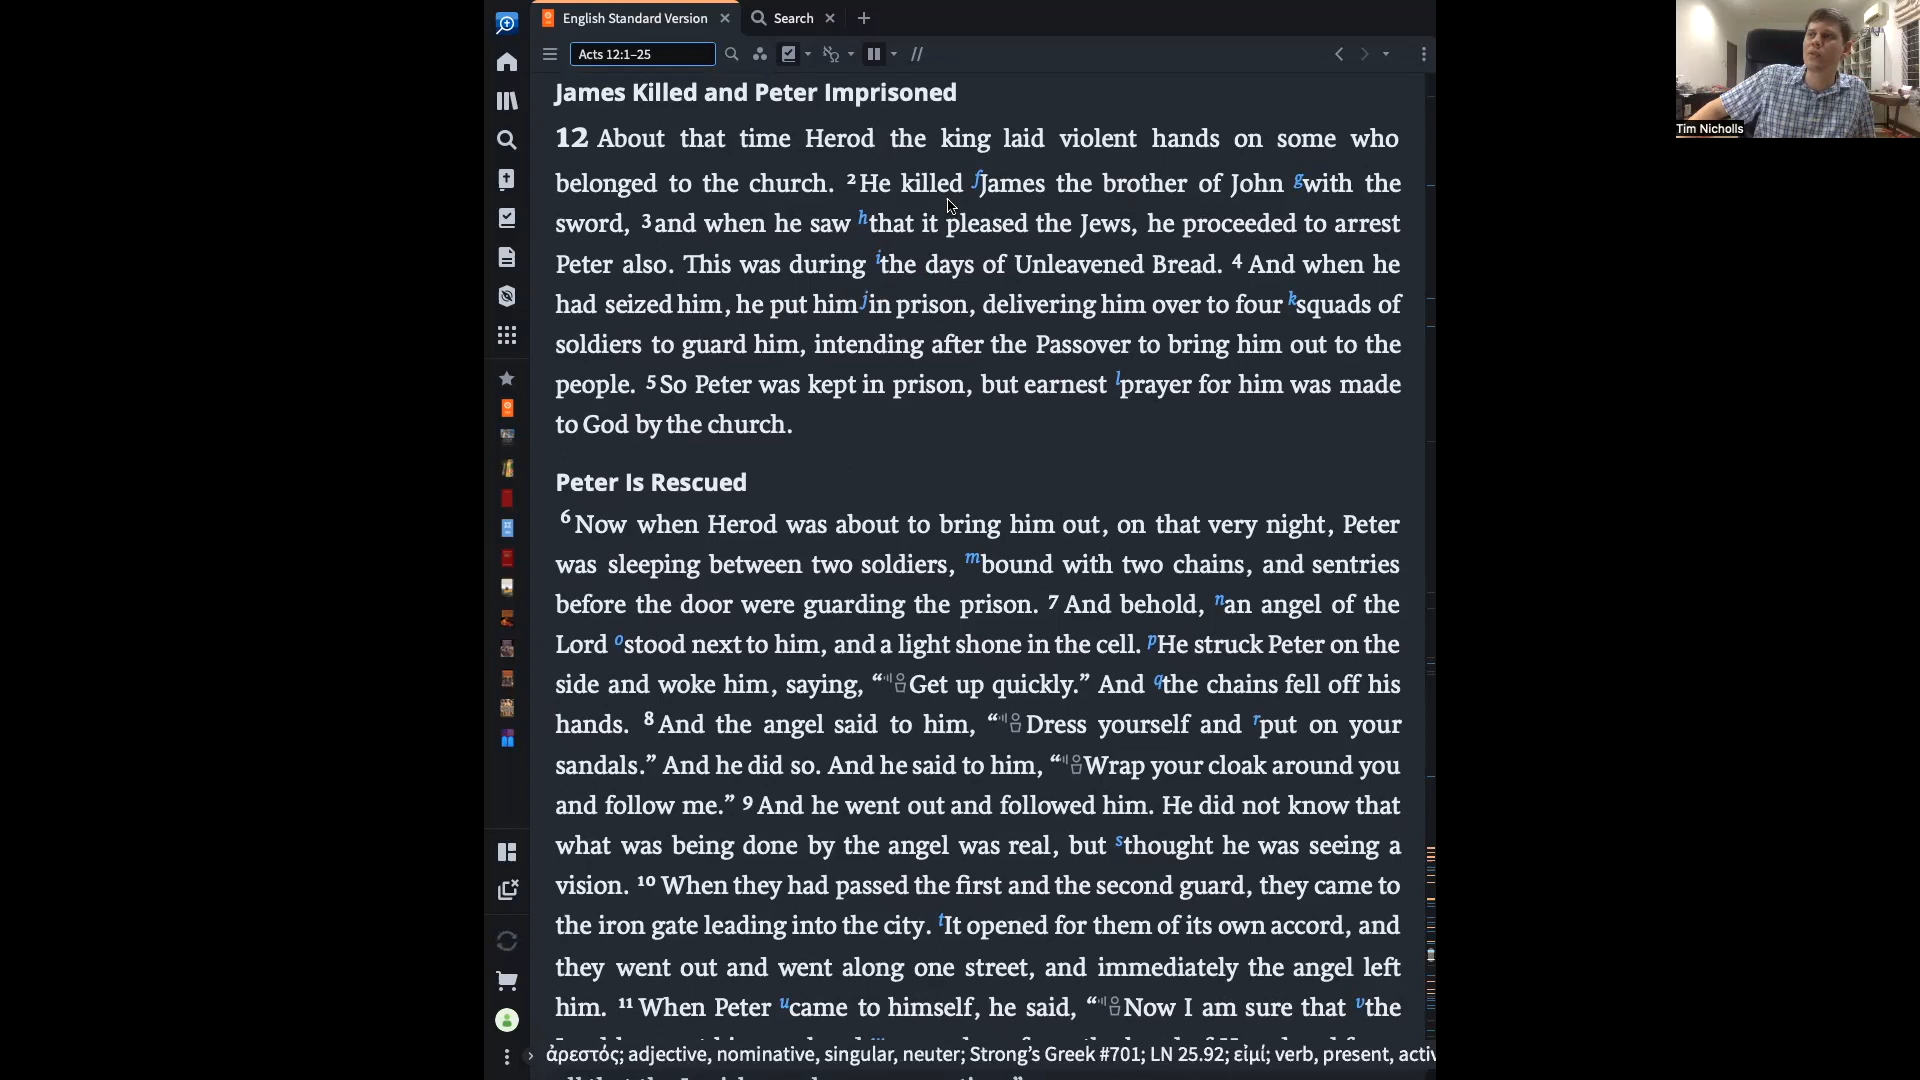 English Standard Version
Search
Acts 12:1–25
James Killed and Peter Imprisoned
12 About that time Herod the king laid violent hands on some who
belonged to the church. 2 He killed f James the brother of John g with the
sword, 3 and when he saw h that it pleased the Jews, he proceeded to arrest
Peter also. This was during i the days of Unleavened Bread. 4 And when he
had seized him, he put him j in prison, delivering him over to four k squads of
soldiers to guard him, intending after the Passover to bring him out to the
people. 5 So Peter was kept in prison, but earnest l prayer for him was made
to God by the church.
Peter Is Rescued
6 Now when Herod was about to bring him out, on that very night, Peter
was sleeping between two soldiers, m bound with two chains, and sentries
before the door were guarding the prison. 7 And behold, n an angel of the
Lord o stood next to him, and a light shone in the cell. p He struck Peter on the
side and woke him, saying, “Get up quickly.” And q the chains fell off his
hands. 8 And the angel said to him, “Dress yourself and r put on your
sandals.” And he did so. And he said to him, “Wrap your cloak around you
and follow me.” 9 And he went out and followed him. He did not know that
what was being done by the angel was real, but s thought he was seeing a
vision. 10 When they had passed the first and the second guard, they came to
the iron gate leading into the city. t It opened for them of its own accord, and
they went out and went along one street, and immediately the angel left
him. 11 When Peter u came to himself, he said, “Now I am sure that v the
ἀρεστός; adjective, nominative, singular, neuter; Strong’s Greek #701; LN 25.92; εἰμί; verb, present, activ
Tim Nicholls